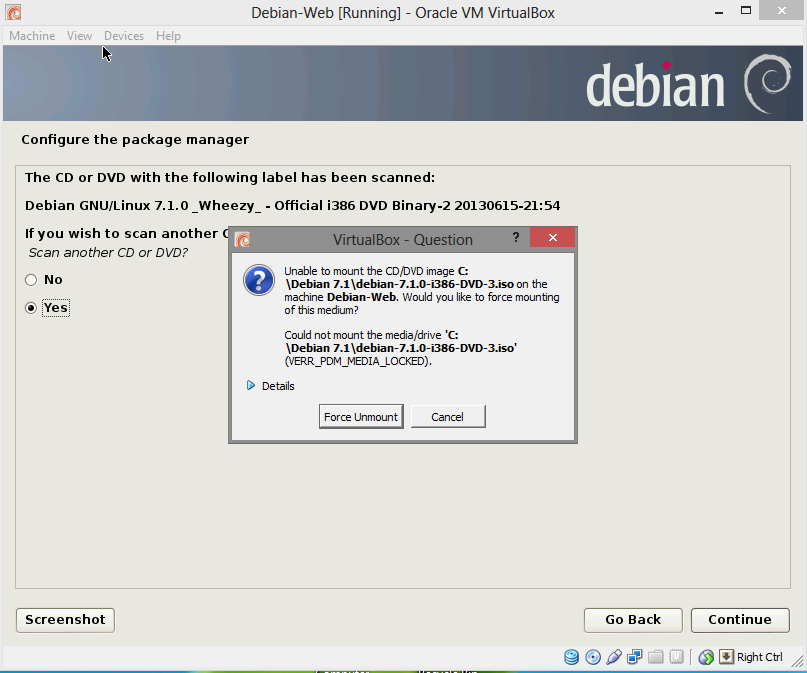 Debian-Web [Running] - Oracle VM VirtualBox
Machine View Devices Help
debian
Configure the package manager
The CD or DVD with the following label has been scanned:
Debian GNU/Linux 7.1.0 _Wheezy_ - Official i386 DVD Binary-2 20130615-21:54
If you wish to scan another
Scan another CD or DVD?
No
Yes
VirtualBox - Question
?
Unable to mount the CD/DVD image C:
\Debian 7.1\debian-7.1.0-i386-DVD-3.iso on the
machine Debian-Web. Would you like to force mounting
of this medium?
Could not mount the media/drive 'C:
\Debian 7.1\debian-7.1.0-i386-DVD-3.iso'
(VERR_PDM_MEDIA_LOCKED).
Details
Force Unmount Cancel
Screenshot Go Back Continue
Right Ctrl